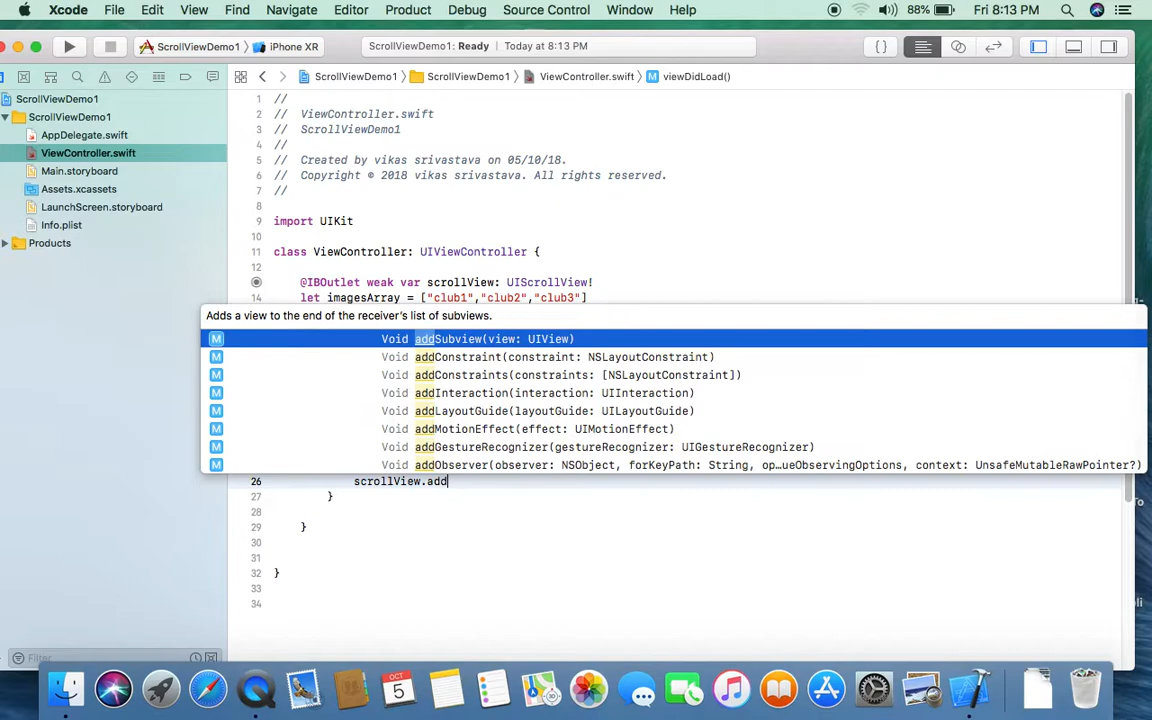 Xcode File Edit View Find Navigate Editor Product Debug Source Control Window Help 88% Fri 8:13 PM
ScrollViewDemo1 iPhone XR ScrollViewDemo1: Ready Today at 8:13 PM { }
ScrollViewDemo1 ScrollViewDemo1 ViewController.swift M viewDidLoad()
ScrollViewDemo1
ScrollViewDemo1
AppDelegate.swift
ViewController.swift
Main.storyboard
Assets.xcassets
LaunchScreen.storyboard
Info.plist
Products
1 //
2 // ViewController.swift
3 // ScrollViewDemo1
4 //
5 // Created by vikas srivastava on 05/10/18.
6 // Copyright © 2018 vikas srivastava. All rights reserved.
7 //
8
9 import UIKit
10
11 class ViewController: UIViewController {
12
@IBOutlet weak var scrollView: UIScrollView!
14 let imagesArray = ["club1","club2","club3"]
Adds a view to the end of the receiver's list of subviews.
M Void addSubview(view: UIView)
M Void addConstraint(constraint: NSLayoutConstraint)
M Void addConstraints(constraints: [NSLayoutConstraint])
M Void addInteraction(interaction: UIInteraction)
M Void addLayoutGuide(layoutGuide: UILayoutGuide)
M Void addMotionEffect(effect: UIMotionEffect)
M Void addGestureRecognizer(gestureRecognizer: UIGestureRecognizer)
M Void addObserver(observer: NSObject, forKeyPath: String, op…ueObservingOptions, context: UnsafeMutableRawPointer?)
26 scrollView.add
27 }
28
29 }
30
31
32 }
33
34
Filter
OCT
5